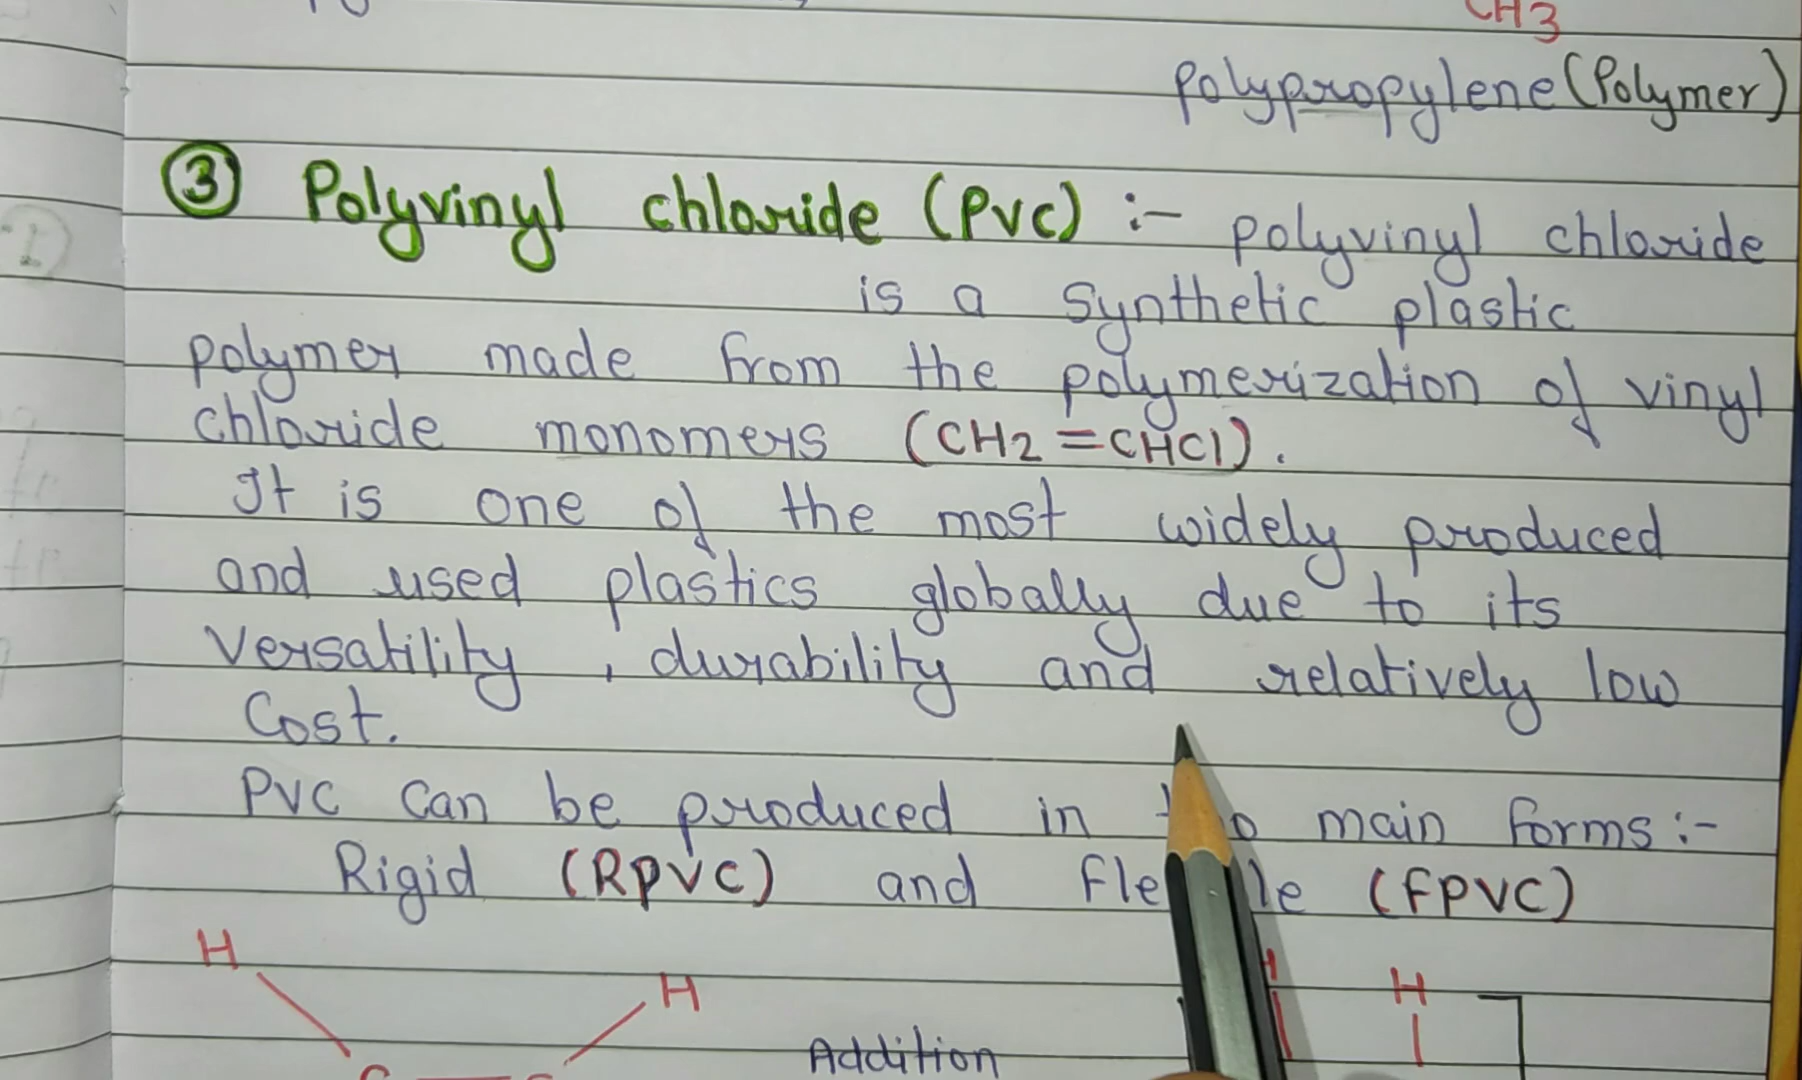 CH3
polypropylene (Polymer)
③ Polyvinyl chloride (PVC) :- polyvinyl chloride
is a synthetic plastic
polymer made from the polymerization of vinyl
chloride monomers (CH2=CHCl).
It is one of the most widely produced
and used plastics globally due to its
versatility, durability and relatively low
cost.
PVC can be produced in main forms :-
Rigid (RPVC) and (FPVC)
H H H H
Addition